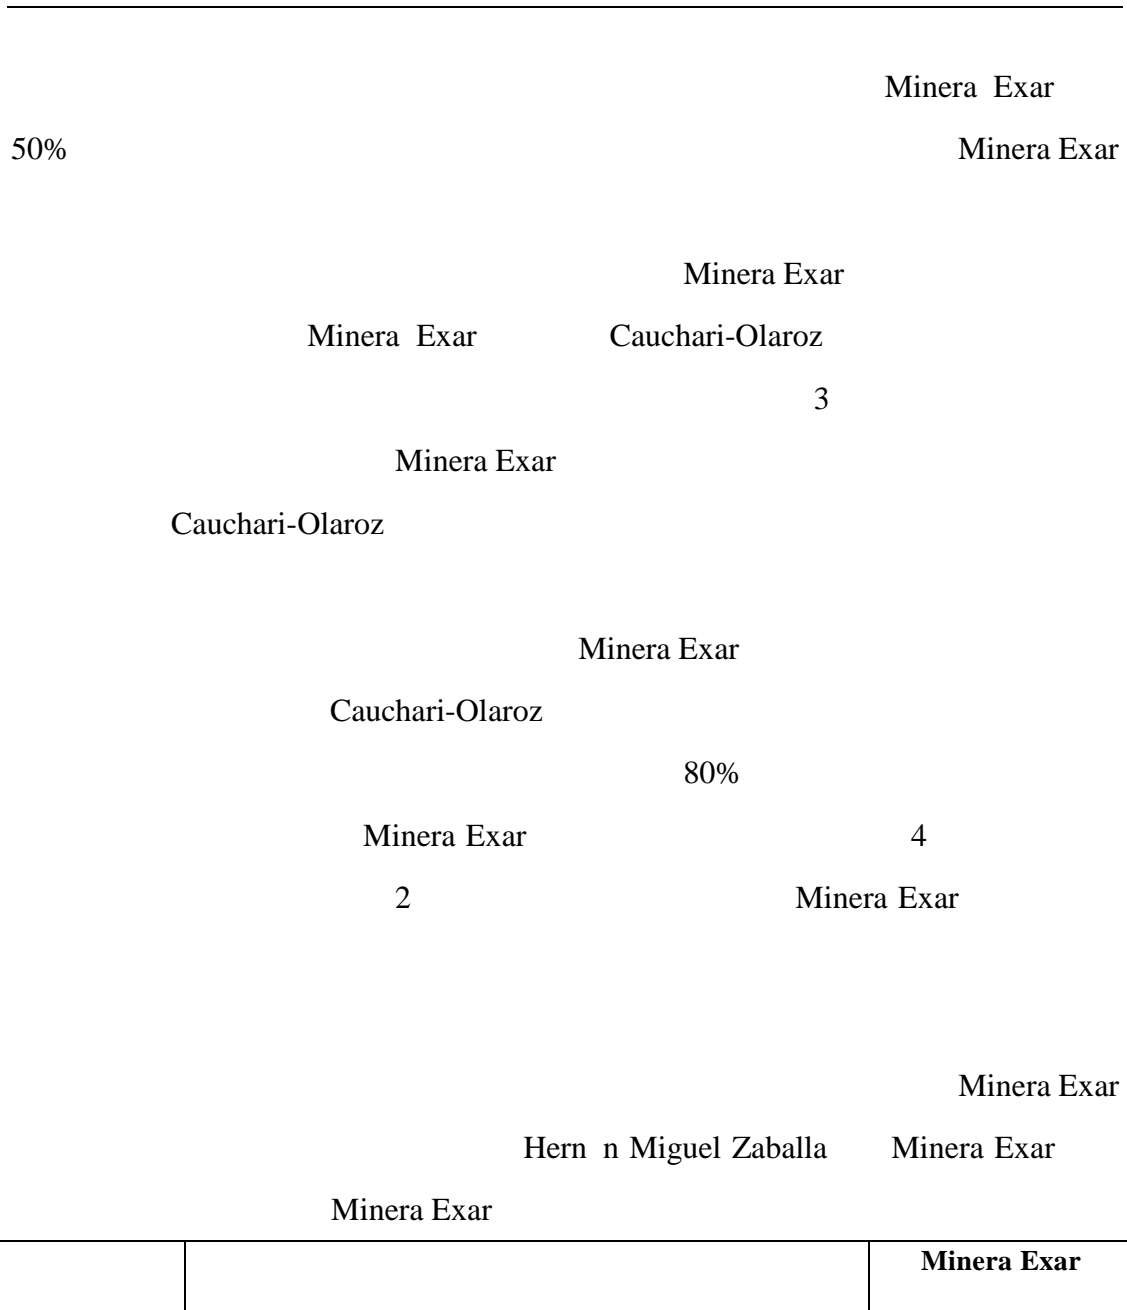 Minera Exar
50% Minera Exar
Minera Exar
Minera Exar Cauchari-Olaroz
3
Minera Exar
Cauchari-Olaroz
Minera Exar
Cauchari-Olaroz
80%
Minera Exar 4
2 Minera Exar
Minera Exar
Hern n Miguel Zaballa Minera Exar
Minera Exar
Minera Exar